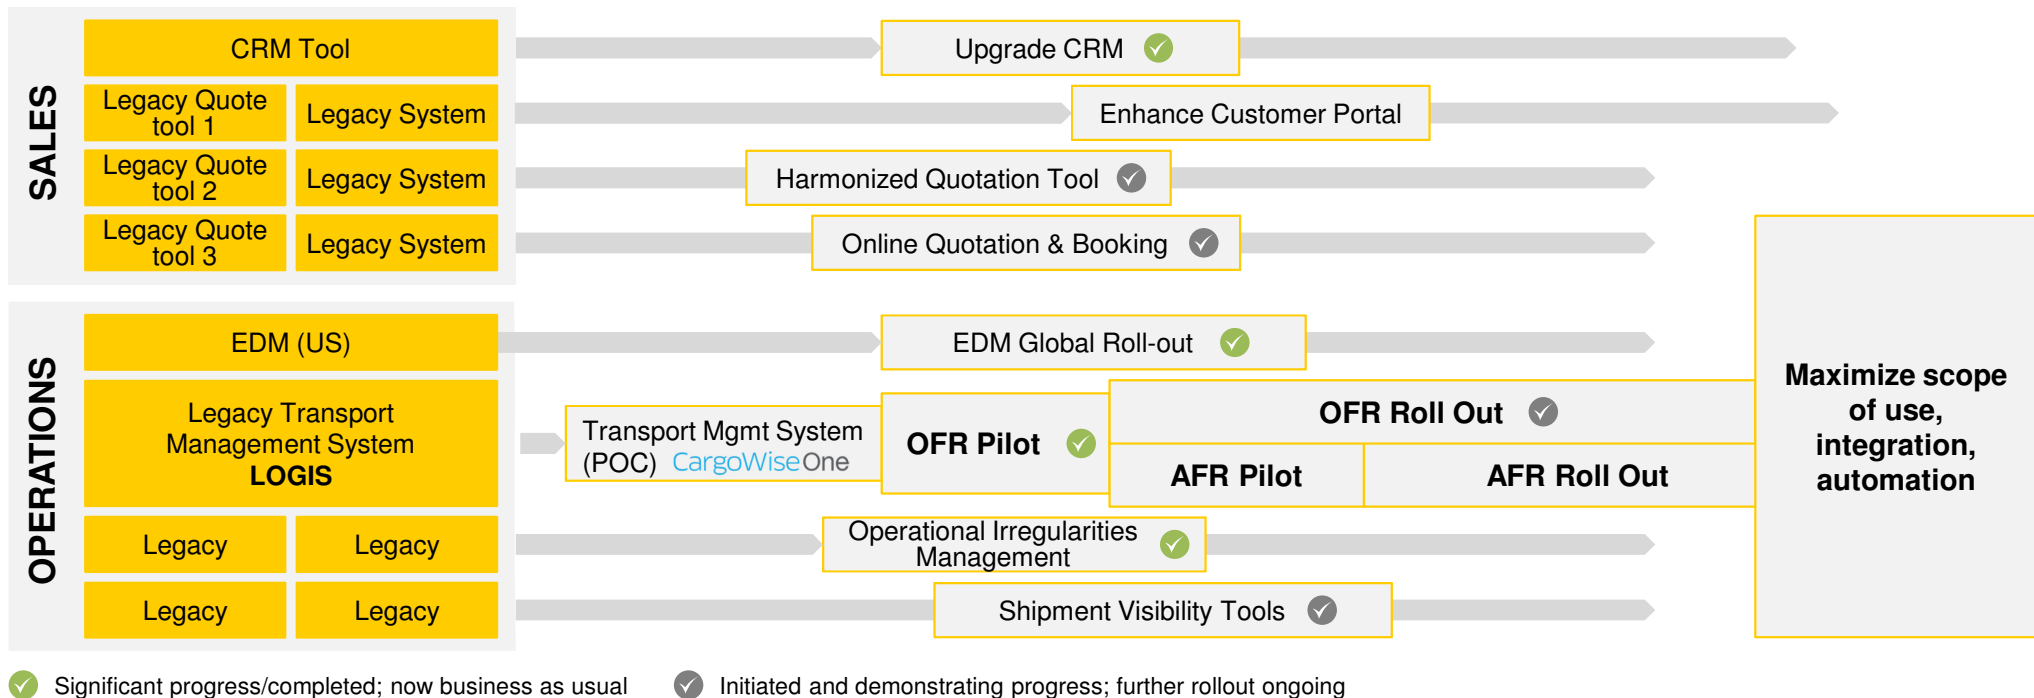 SALES
CRM Tool
Upgrade CRM
Legacy Quote
tool 1
Legacy System
Enhance Customer Portal
Legacy Quote
tool 2
Legacy System
Harmonized Quotation Tool
Legacy Quote
tool 3
Legacy System
Online Quotation & Booking
OPERATIONS
EDM (US)
EDM Global Roll-out
Legacy Transport
Management System
LOGIS
Transport Mgmt System
(POC) CargoWiseOne
OFR Pilot
OFR Roll Out
AFR Pilot
AFR Roll Out
Legacy
Legacy
Operational Irregularities
Management
Legacy
Legacy
Shipment Visibility Tools
Maximize scope
of use,
integration,
automation
Significant progress/completed; now business as usual
Initiated and demonstrating progress; further rollout ongoing